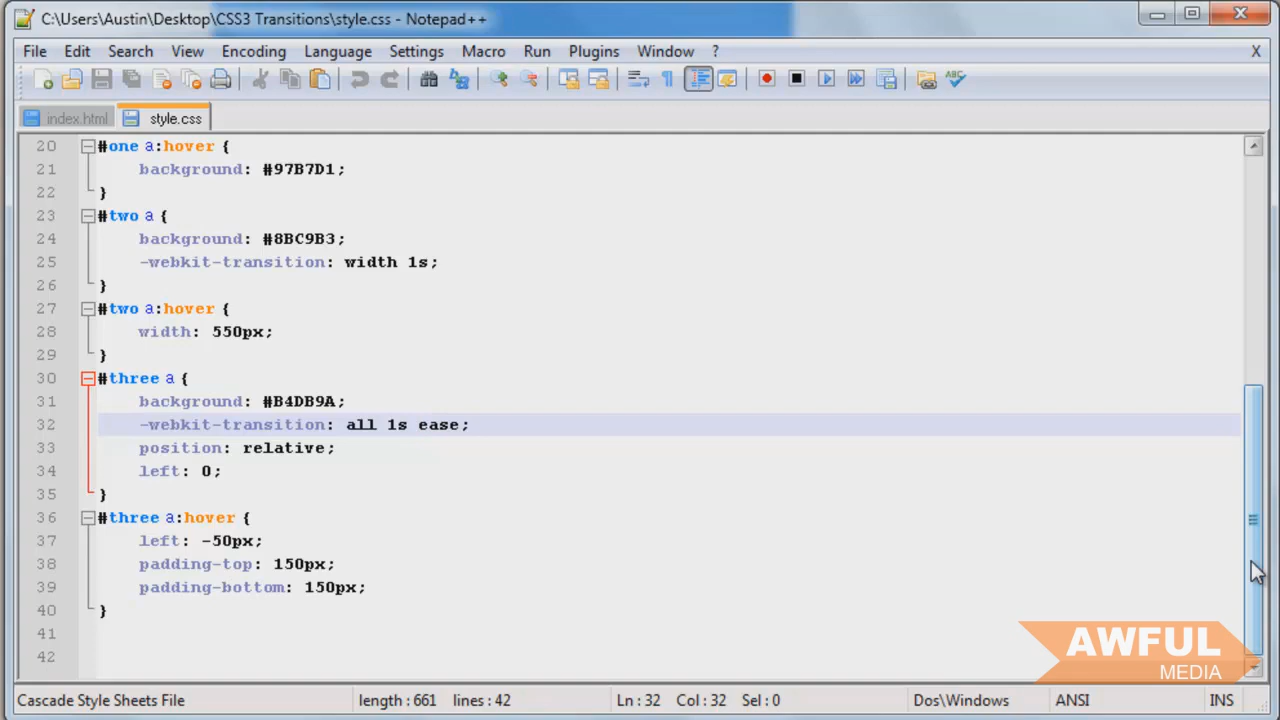 C:\Users\Austin\Desktop\CSS3 Transitions\style.css - Notepad++
File Edit Search View Encoding Language Settings Macro Run Plugins Window ? X
index.html style.css
20 #one a:hover {
21 background: #97B7D1;
22 }
23 #two a {
24 background: #8BC9B3;
25 -webkit-transition: width 1s;
26 }
27 #two a:hover {
28 width: 550px;
29 }
30 #three a {
31 background: #B4DB9A;
32 -webkit-transition: all 1s ease;
33 position: relative;
34 left: 0;
35 }
36 #three a:hover {
37 left: -50px;
38 padding-top: 150px;
39 padding-bottom: 150px;
40 }
41
42
AWFUL
MEDIA
Cascade Style Sheets File length : 661 lines : 42 Ln : 32 Col : 32 Sel : 0 Dos\Windows ANSI INS